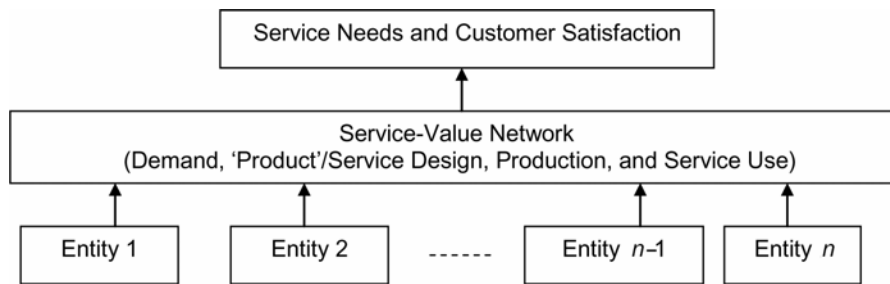 Service Needs and Customer Satisfaction
Service-Value Network
(Demand, ‘Product’/Service Design, Production, and Service Use)
Entity 1
Entity 2
------
Entity n–1
Entity n